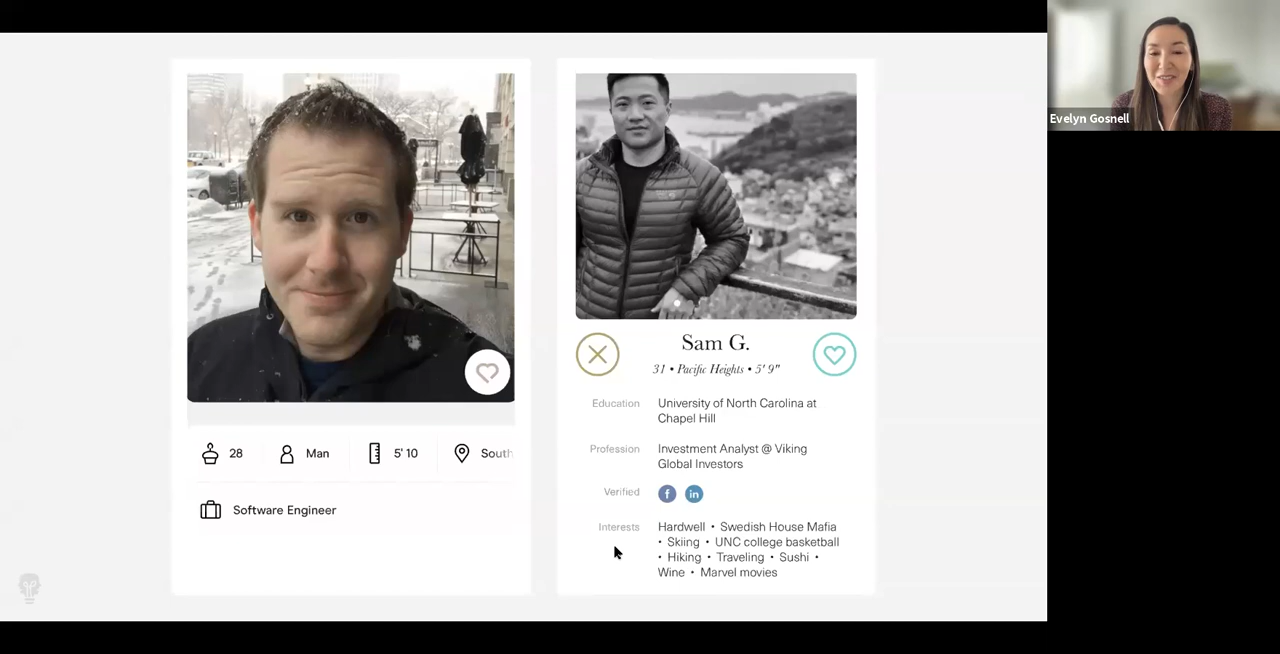 Evelyn Gosnell
28
Man
5' 10
South
Software Engineer
Sam G.
31 • Pacific Heights • 5' 9"
Education
University of North Carolina at
Chapel Hill
Profession
Investment Analyst @ Viking
Global Investors
Verified
f in
Interests
Hardwell • Swedish House Mafia
• Skiing • UNC college basketball
• Hiking • Traveling • Sushi •
Wine • Marvel movies